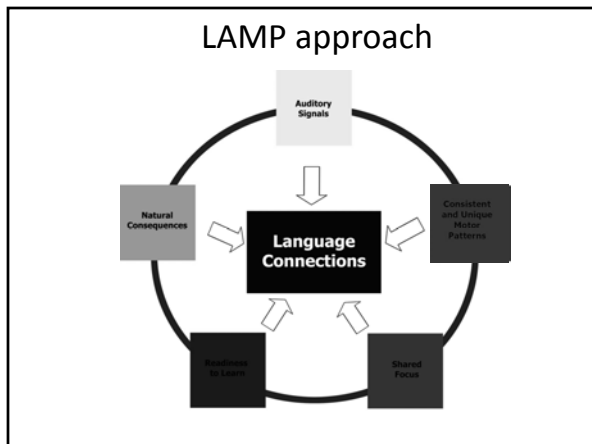 LAMP approach
Auditory
Signals
Natural
Consequences
Consistent
and Unique
Motor
Patterns
Language
Connections
Readiness
to Learn
Shared
Focus